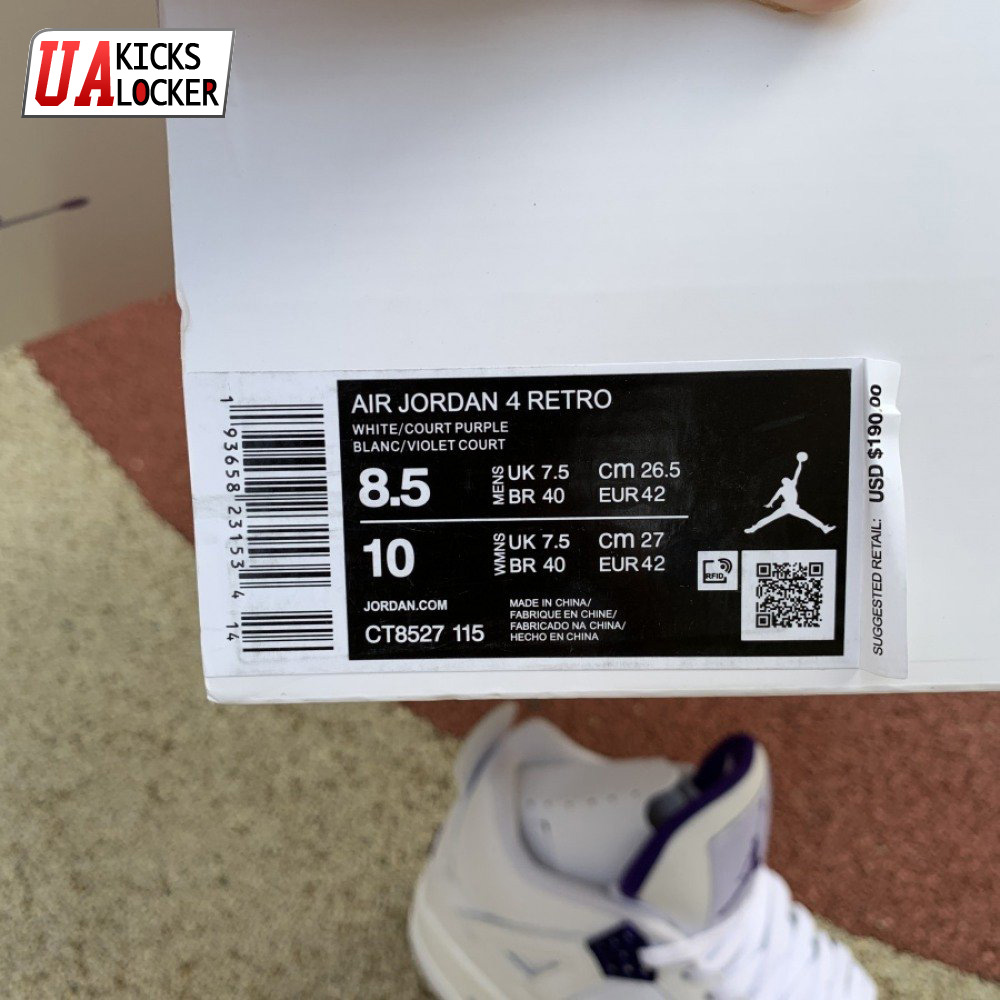 UA KICKS
LOCKER
AIR JORDAN 4 RETRO
WHITE/COURT PURPLE
BLANC/VIOLET COURT
8.5
MENS
UK 7.5 cm 26.5
BR 40 EUR 42
10
WMNS
UK 7.5 cm 27
BR 40 EUR 42
RFID
JORDAN.COM
CT8527 115
MADE IN CHINA/
FABRIQUE EN CHINE/
FABRICADO NA CHINA/
HECHO EN CHINA
1 93658 23153 4 14
SUGGESTED RETAIL: USD $190.00